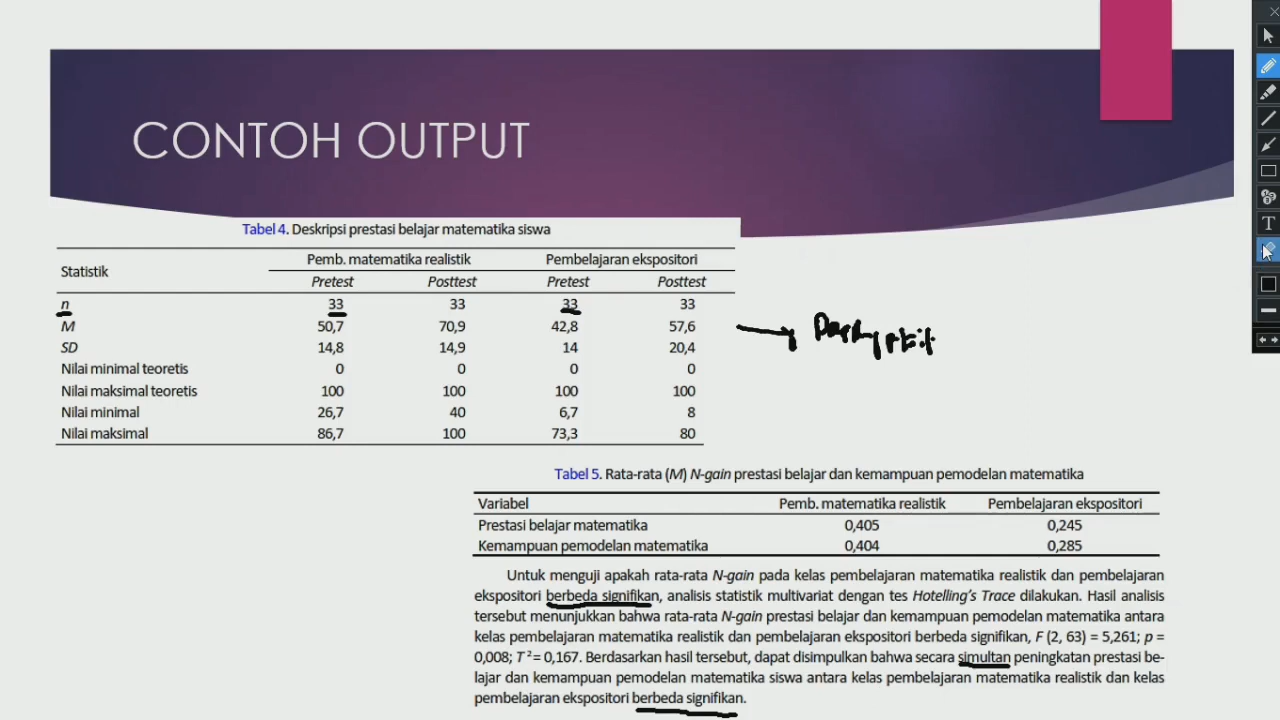 CONTOH OUTPUT
Tabel 4. Deskripsi prestasi belajar matematika siswa
Statistik Pemb. matematika realistik Pembelajaran ekspositori
Pretest Posttest Pretest Posttest
n 33 33 33 33
M 50,7 70,9 42,8 57,6
SD 14,8 14,9 14 20,4
Nilai minimal teoretis 0 0 0 0
Nilai maksimal teoretis 100 100 100 100
Nilai minimal 26,7 40 6,7 8
Nilai maksimal 86,7 100 73,3 80
Tabel 5. Rata-rata (M) N-gain prestasi belajar dan kemampuan pemodelan matematika
Variabel Pemb. matematika realistik Pembelajaran ekspositori
Prestasi belajar matematika 0,405 0,245
Kemampuan pemodelan matematika 0,404 0,285
Untuk menguji apakah rata-rata N-gain pada kelas pembelajaran matematika realistik dan pembelajaran
ekspositori berbeda signifikan, analisis statistik multivariat dengan tes Hotelling's Trace dilakukan. Hasil analisis
tersebut menunjukkan bahwa rata-rata N-gain prestasi belajar dan kemampuan pemodelan matematika antara
kelas pembelajaran matematika realistik dan pembelajaran ekspositori berbeda signifikan, F (2, 63) = 5,261; p =
0,008; T ²= 0,167. Berdasarkan hasil tersebut, dapat disimpulkan bahwa secara simultan peningkatan prestasi be-
lajar dan kemampuan pemodelan matematika siswa antara kelas pembelajaran matematika realistik dan kelas
pembelajaran ekspositori berbeda signifikan.